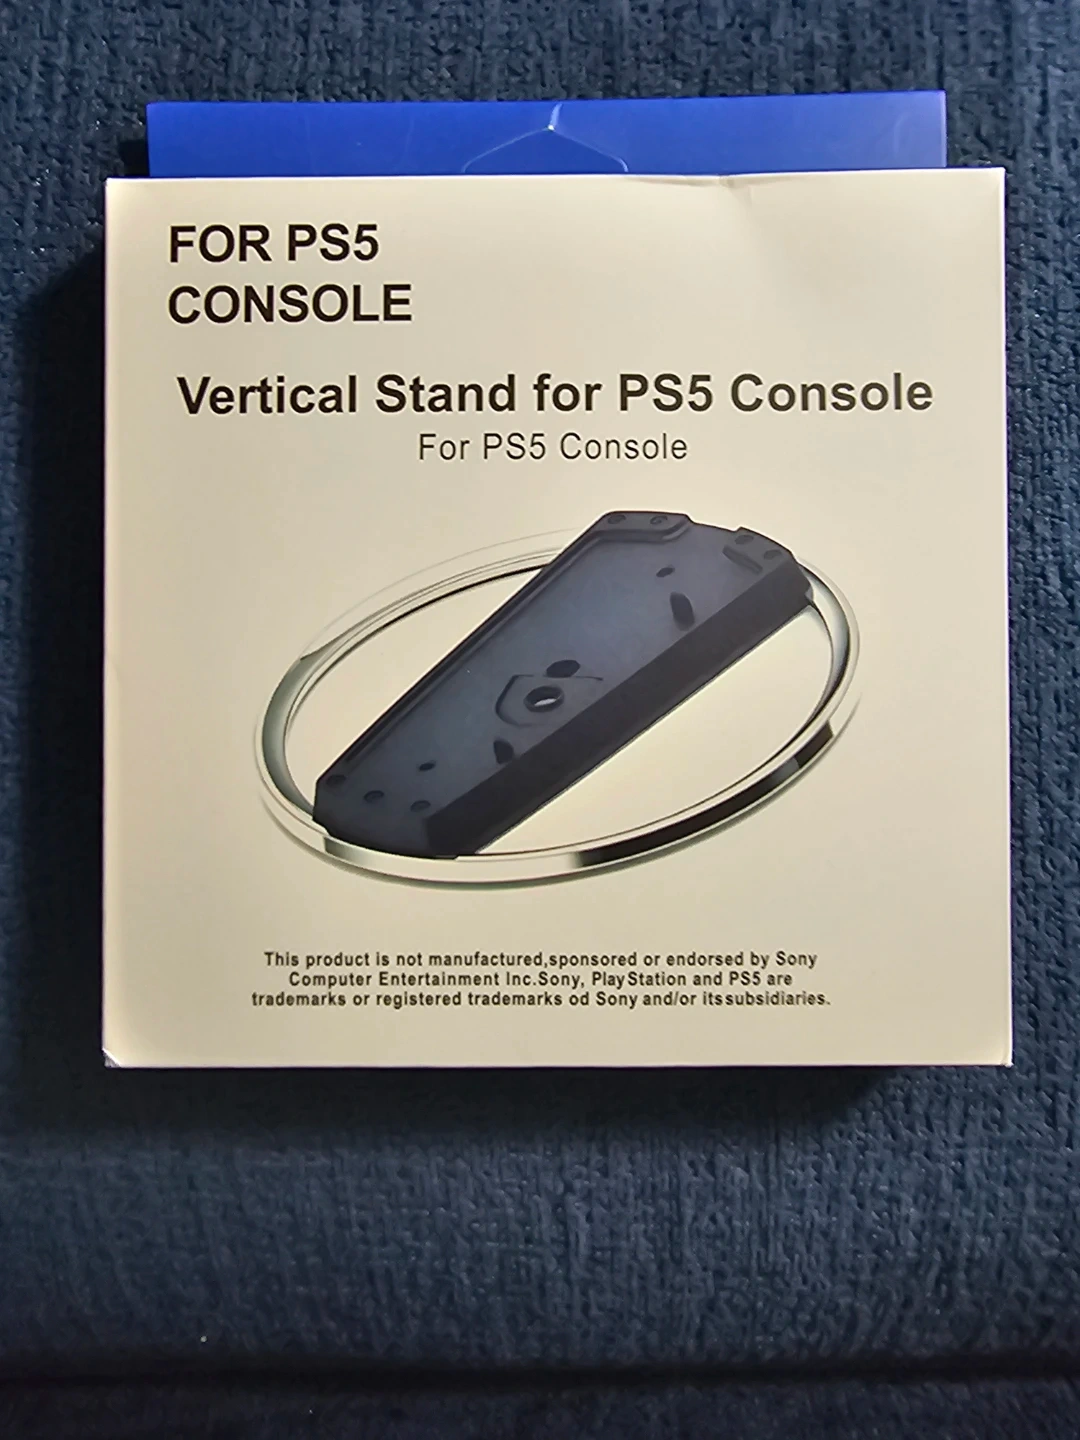 FOR PS5
CONSOLE
Vertical Stand for PS5 Console
For PS5 Console
This product is not manufactured,sponsored or endorsed by Sony
Computer Entertainment Inc.Sony, PlayStation and PS5 are
trademarks or registered trademarks od Sony and/or itssubsidiaries.